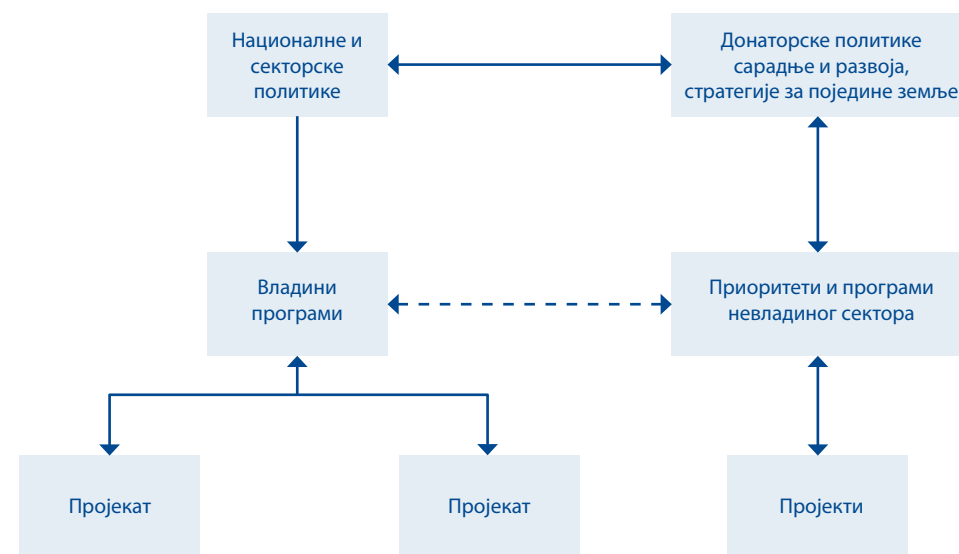 Националне и
секторске
политике
Донаторске политике
сарадње и развоја,
стратегије за поједине земље
Владини
програми
Приоритети и програми
невладиног сектора
Пројекат
Пројекат
Пројекти